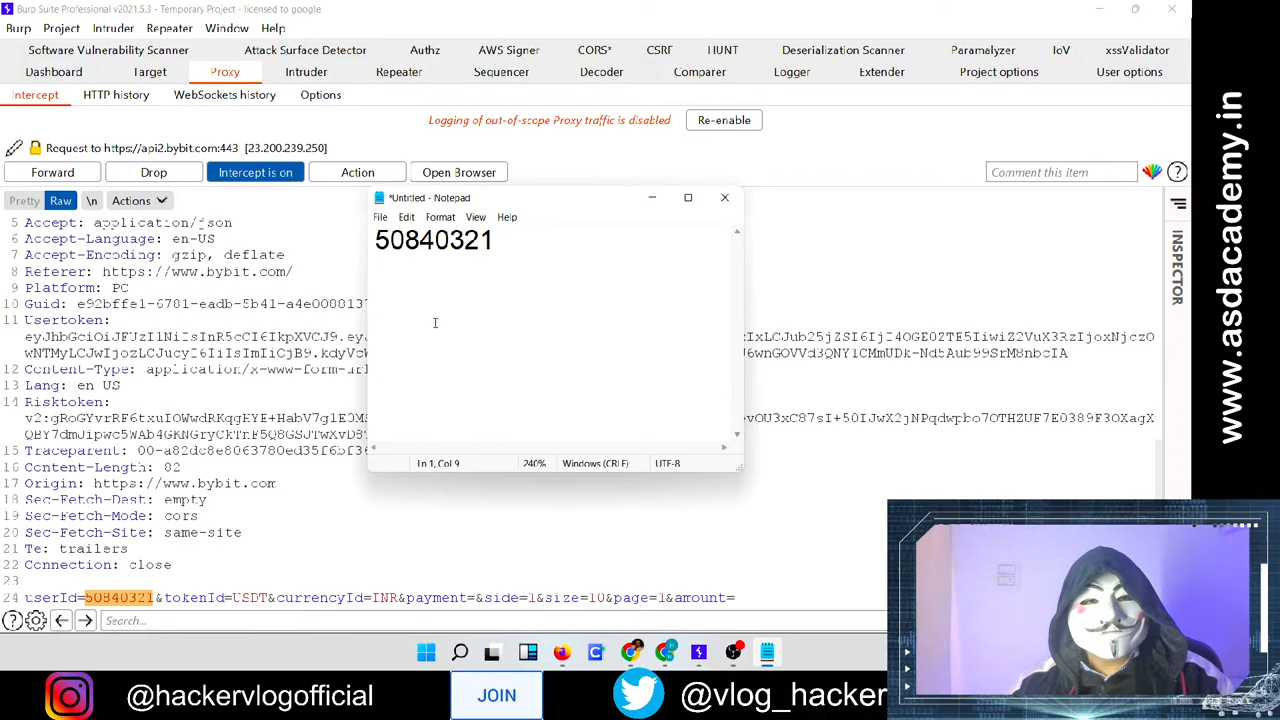 Burp Suite Professional v2021.5.3 - Temporary Project - licensed to google
Burp Project Intruder Repeater Window Help
Software Vulnerability Scanner Attack Surface Detector Authz AWS Signer CORS* CSRF HUNT Deserialization Scanner Paramalyzer IoV xssValidator
Dashboard Target Proxy Intruder Repeater Sequencer Decoder Comparer Logger Extender Project options User options
Intercept HTTP history WebSockets history Options
Logging of out-of-scope Proxy traffic is disabled Re-enable
Request to https://api2.bybit.com:443 [23.200.239.250]
Forward Drop Intercept is on Action Open Browser Comment this item
Pretty Raw \n Actions
*Untitled - Notepad
File Edit Format View Help
50840321
Ln 1, Col 9 240% Windows (CRLF) UTF-8
INSPECTOR
5 Accept: application/json
6 Accept-Language: en-US
7 Accept-Encoding: gzip, deflate
8 Referer: https://www.bybit.com/
9 Platform: PC
10 Guid: e92bffe1-6781-eadb-5b41-a4e008813
11 Usertoken:
12 Content-Type: application/x-www-form-url
13 Lang: en US
14 Risktoken:
15 Traceparent:
16 Content-Length: 82
17 Origin: https://www.bybit.com
18 Sec-Fetch-Dest: empty
19 Sec-Fetch-Mode: cors
20 Sec-Fetch-Site: same-site
21 Te: trailers
22 Connection: close
23
24 userId=50840321&tokenId=USDT&currencyId=INR&payment=&side=1&size=10&page=1&amount=
Search...
www.asdacademy.in
@hackervlogofficial JOIN @vlog_hacker